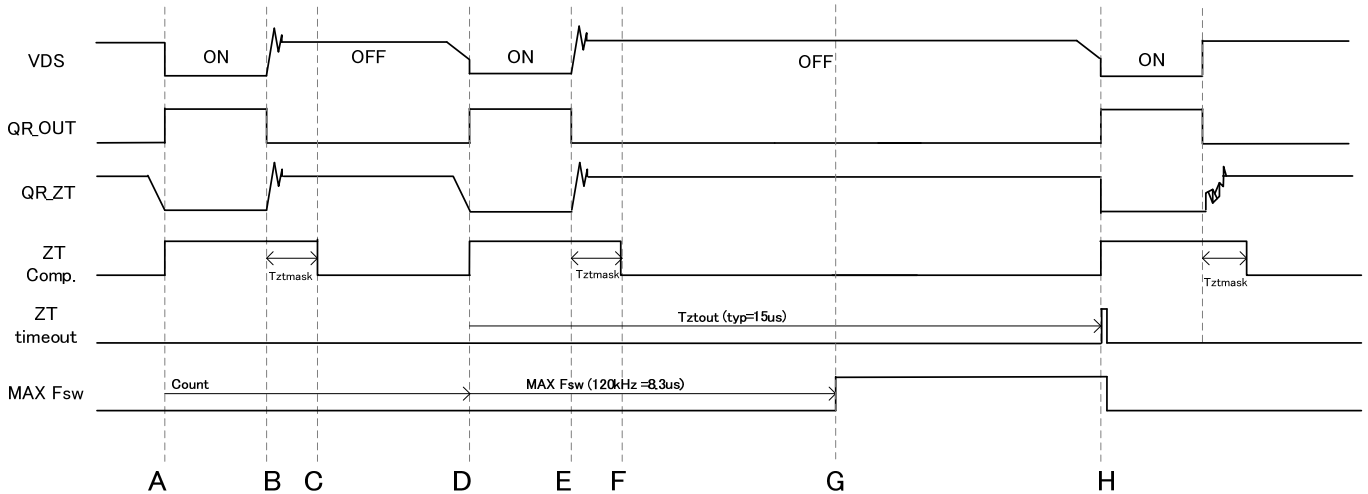 VDS
ON
OFF
ON
OFF
ON
QR_OUT
QR_ZT
ZT
Comp.
Tztmask
Tztmask
Tztmask
ZT
timeout
Tztout (typ=15us)
MAX Fsw
Count
MAX Fsw (120kHz =8.3us)
A
B
C
D
E
F
G
H